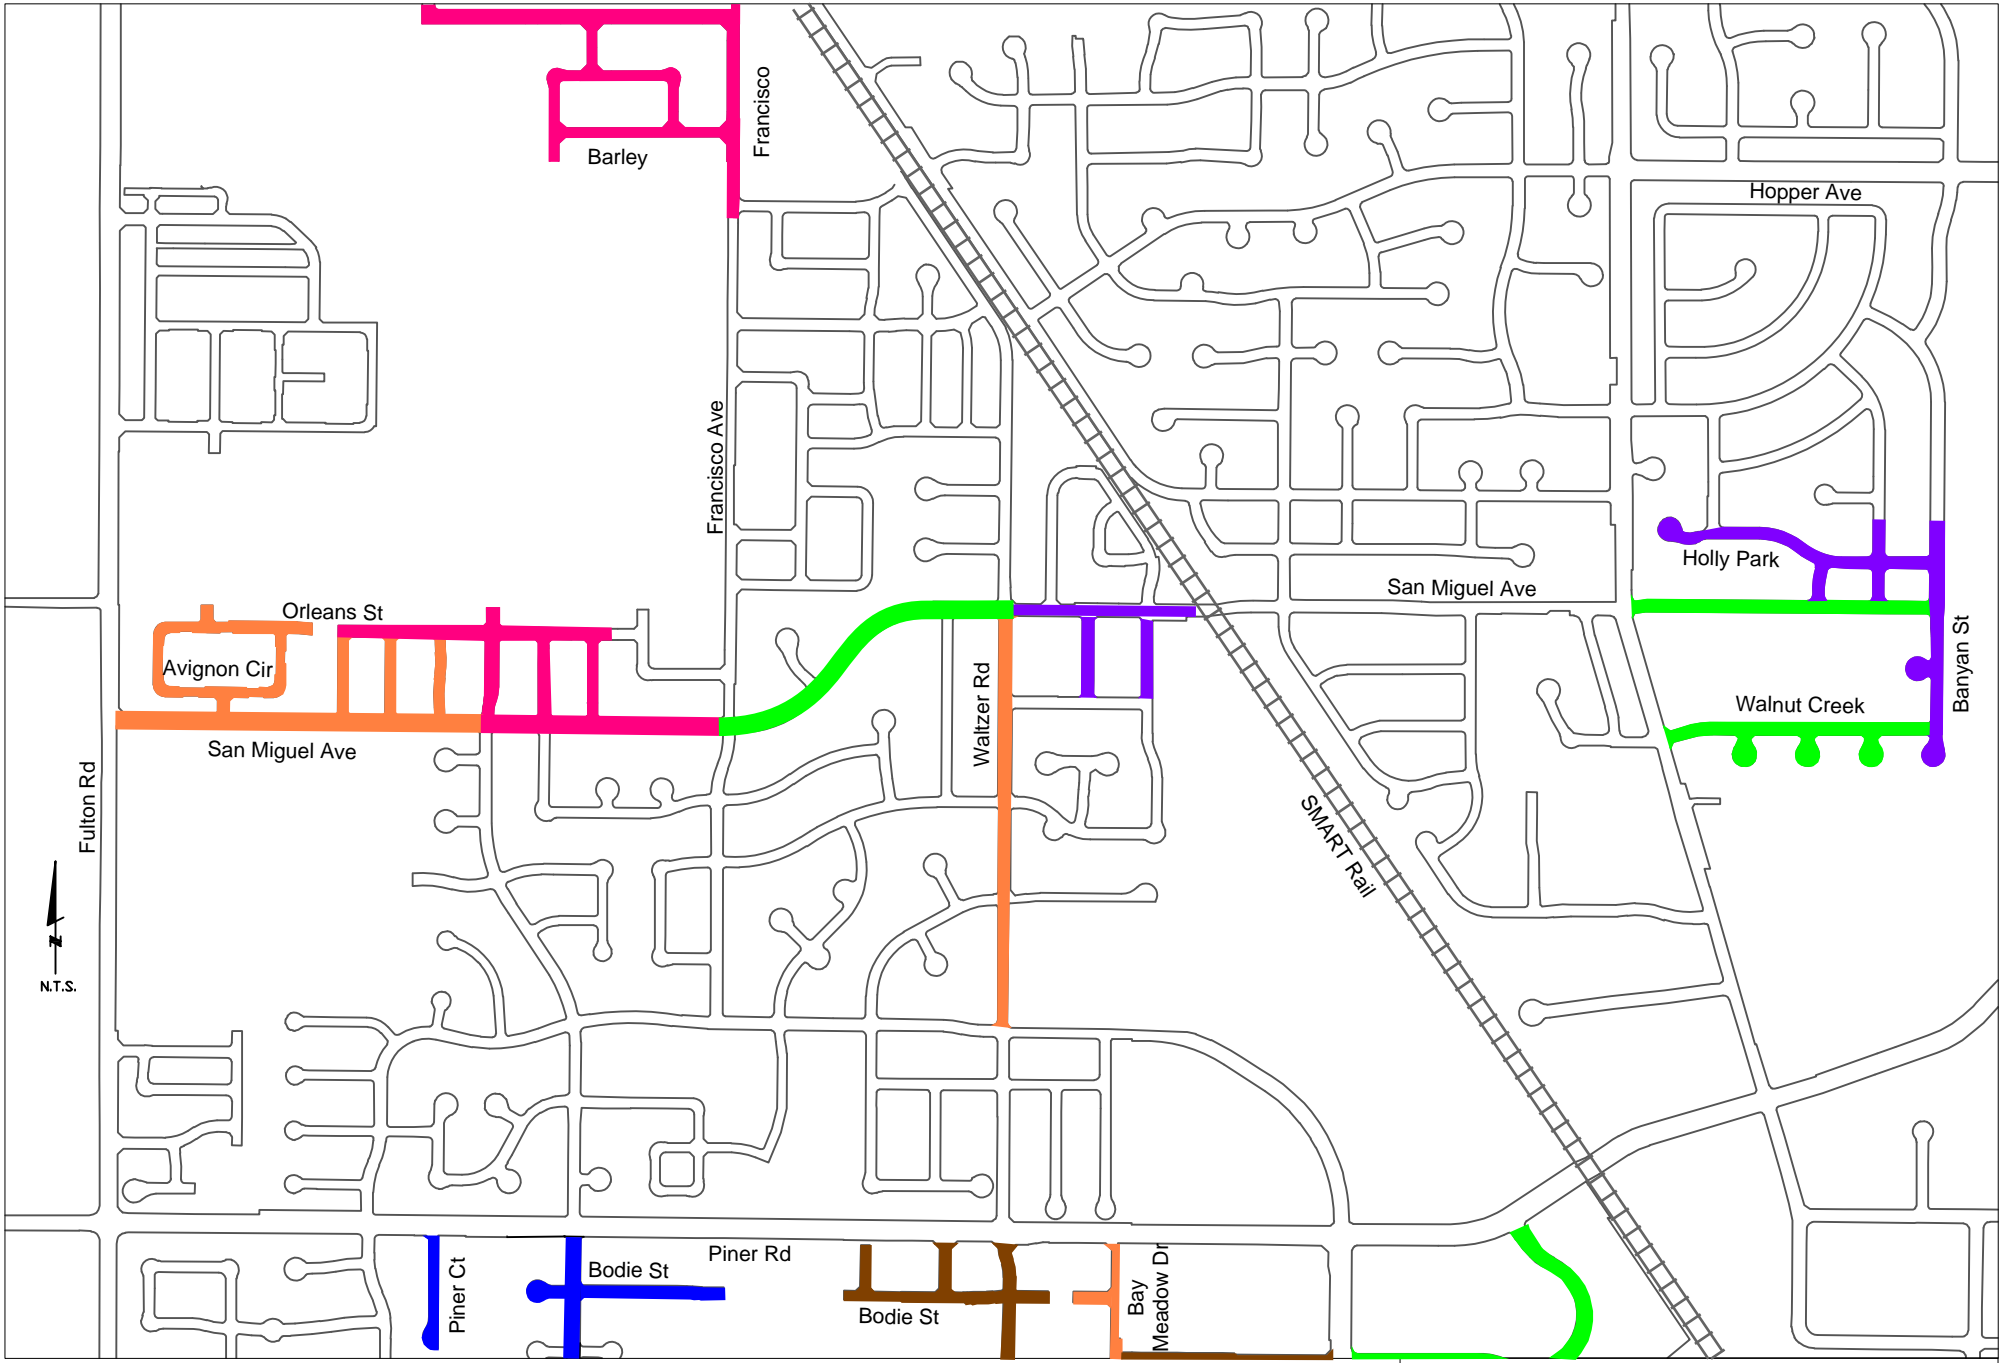 Francisco
Barley
Hopper Ave
Francisco Ave
Holly Park
San Miguel Ave
Orleans St
Avignon Cir
Banyan St
Waltzer Rd
Walnut Creek
San Miguel Ave
Fulton Rd
SMART Rail
N
N.T.S.
Piner Rd
Piner Ct
Bodie St
Bodie St
Bay
Meadow Dr